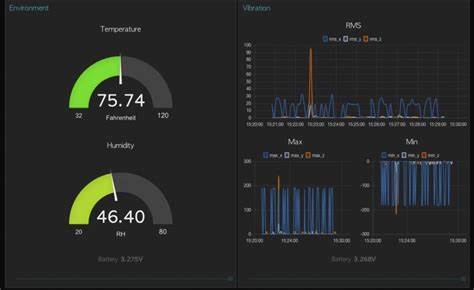 Environment
Temperature
75.74
32
Fahrenheit
120
Humidity
46.40
20
RH
80
Battery 3.275V
Vibration
RMS
rms_x rms_y rms_z
100
90
80
70
60
50
40
30
20
10
0
15:20:00 15:21:00 15:22:00 15:23:00 15:24:00 15:25:00 15:26:00 15:27:00 15:28:00 15:29:00 15:30:00
Max
max_x max_y max_z
300
200
100
0
15:20:00 15:24:00 15:30:00
Min
min_x min_y min_z
0
-100
-200
-300
15:20:00 15:24:00 15:30:00
Battery 3.268V